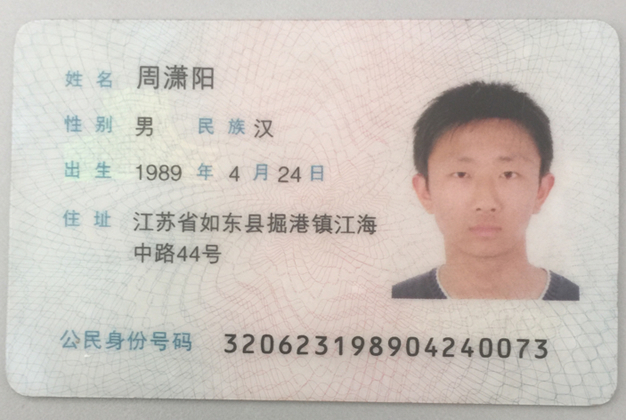 姓名 周潇阳
性别 男 民族 汉
出生 1989 年 4 月 24 日
住址 江苏省如东县掘港镇江海
中路44号
公民身份号码 320623198904240073